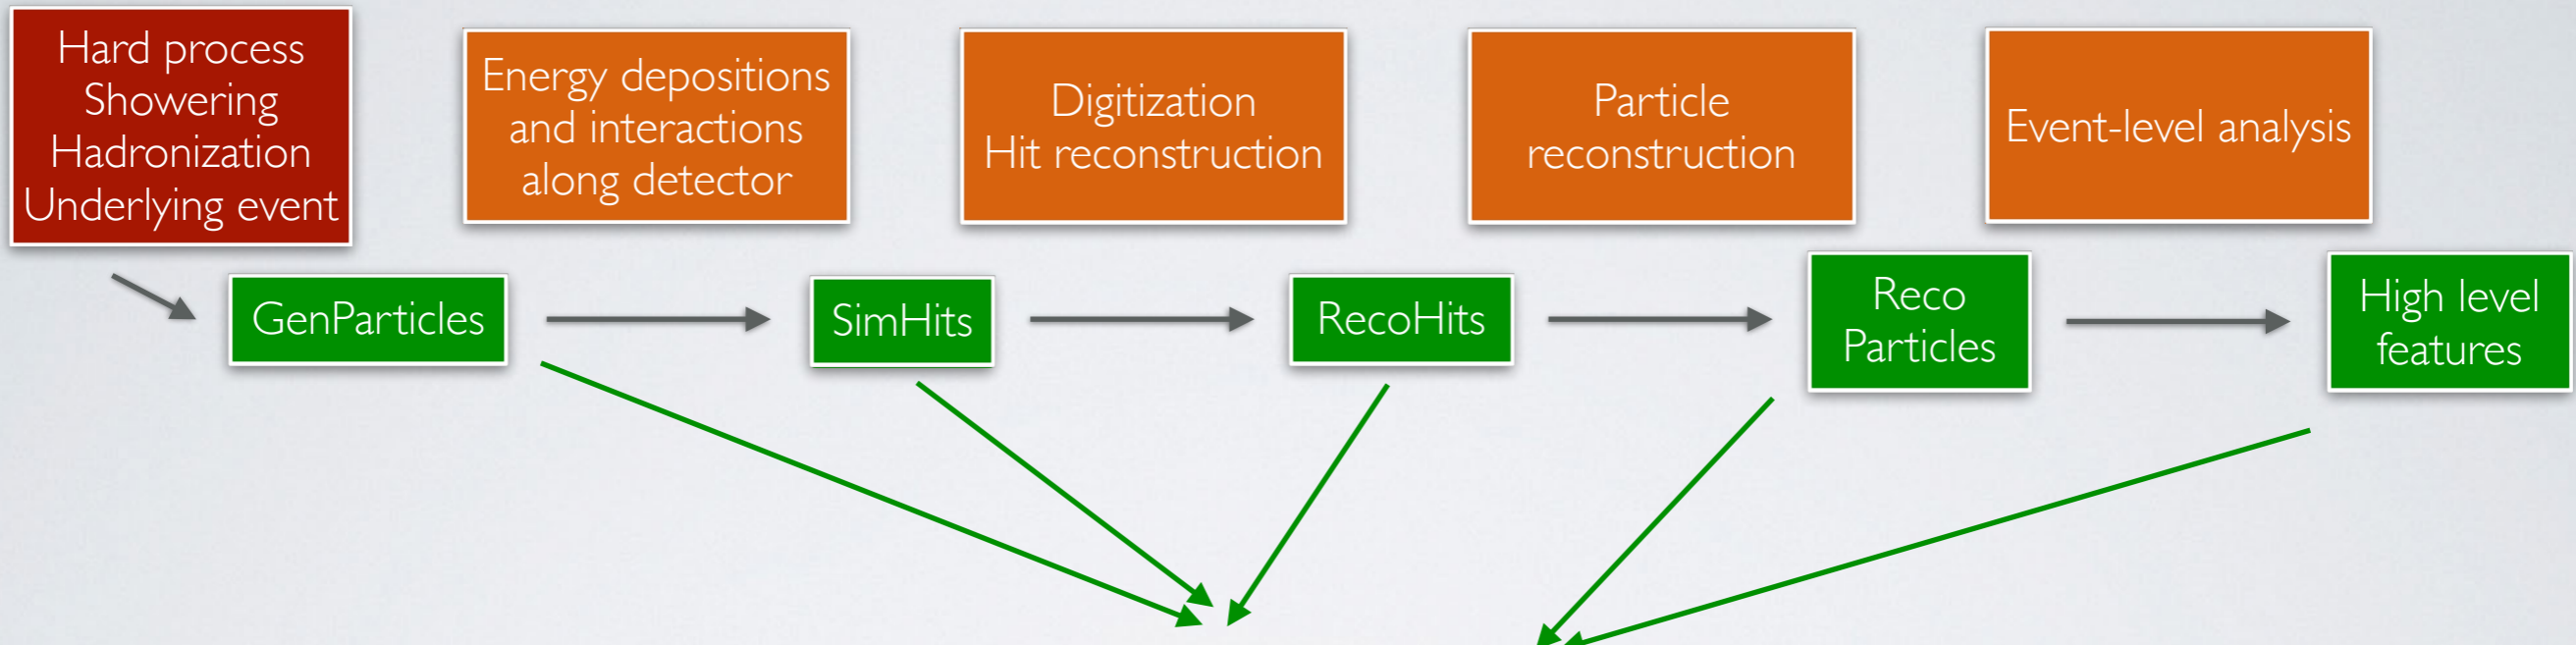 Hard process
Showering
Hadronization
Underlying event
Energy depositions
and interactions
along detector
Digitization
Hit reconstruction
Particle
reconstruction
Event-level analysis
GenParticles
SimHits
RecoHits
Reco
Particles
High level
features